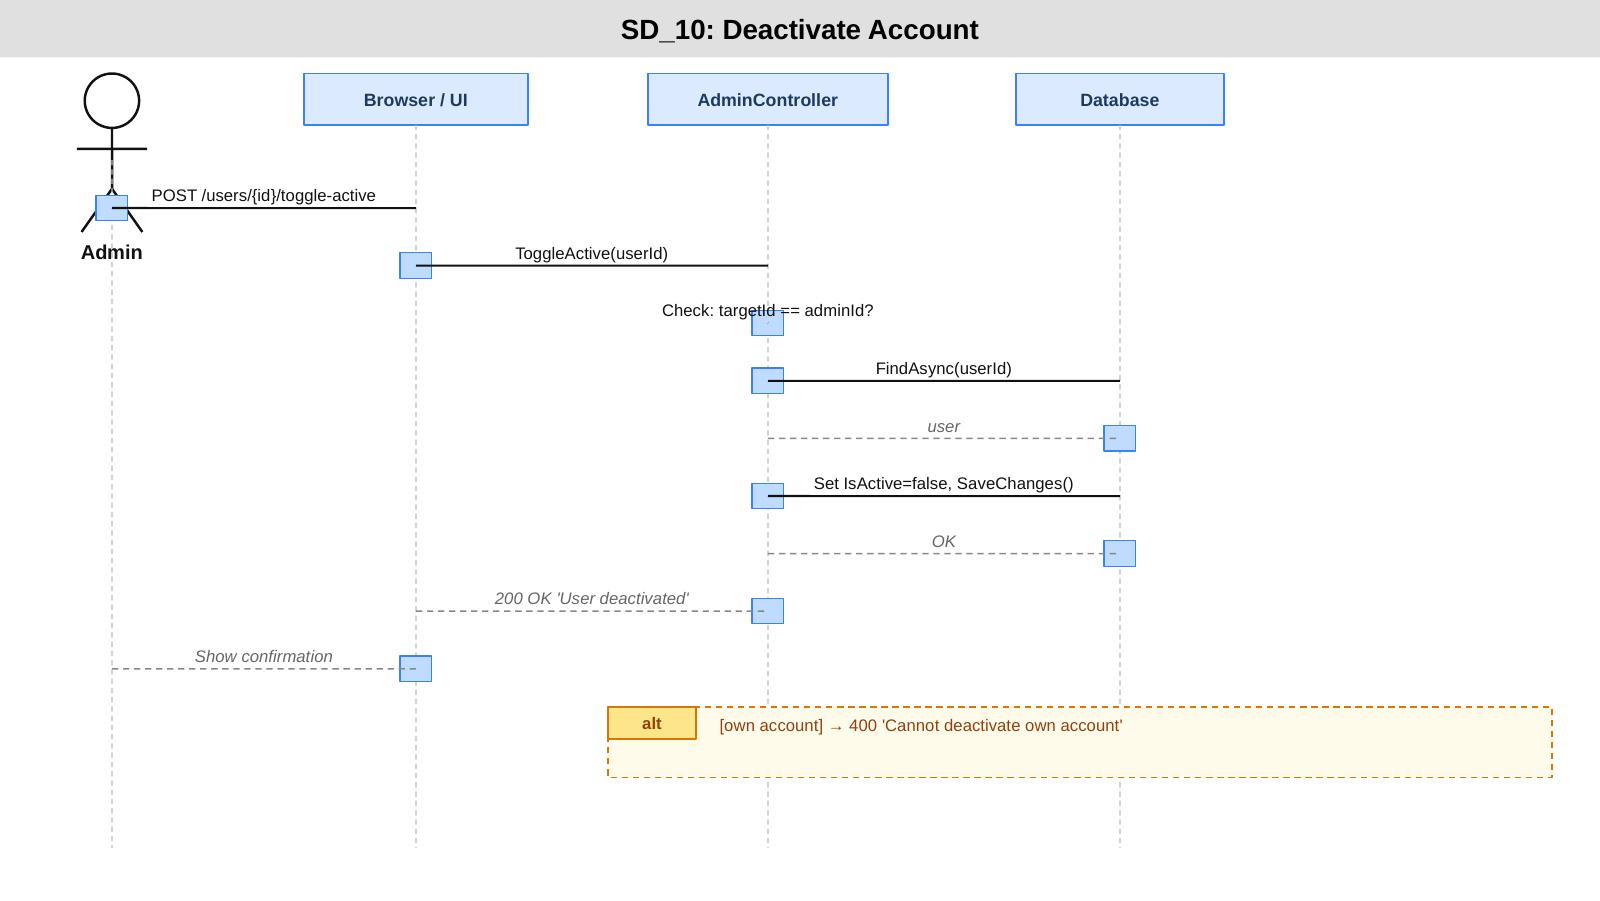 SD_10: Deactivate Account
Browser / UI
AdminController
Database
POST /users/{id}/toggle-active
Admin
ToggleActive(userId)
Check: targetId == adminId?
FindAsync(userId)
user
Set IsActive=false, SaveChanges()
OK
200 OK 'User deactivated'
Show confirmation
alt
[own account] → 400 'Cannot deactivate own account'